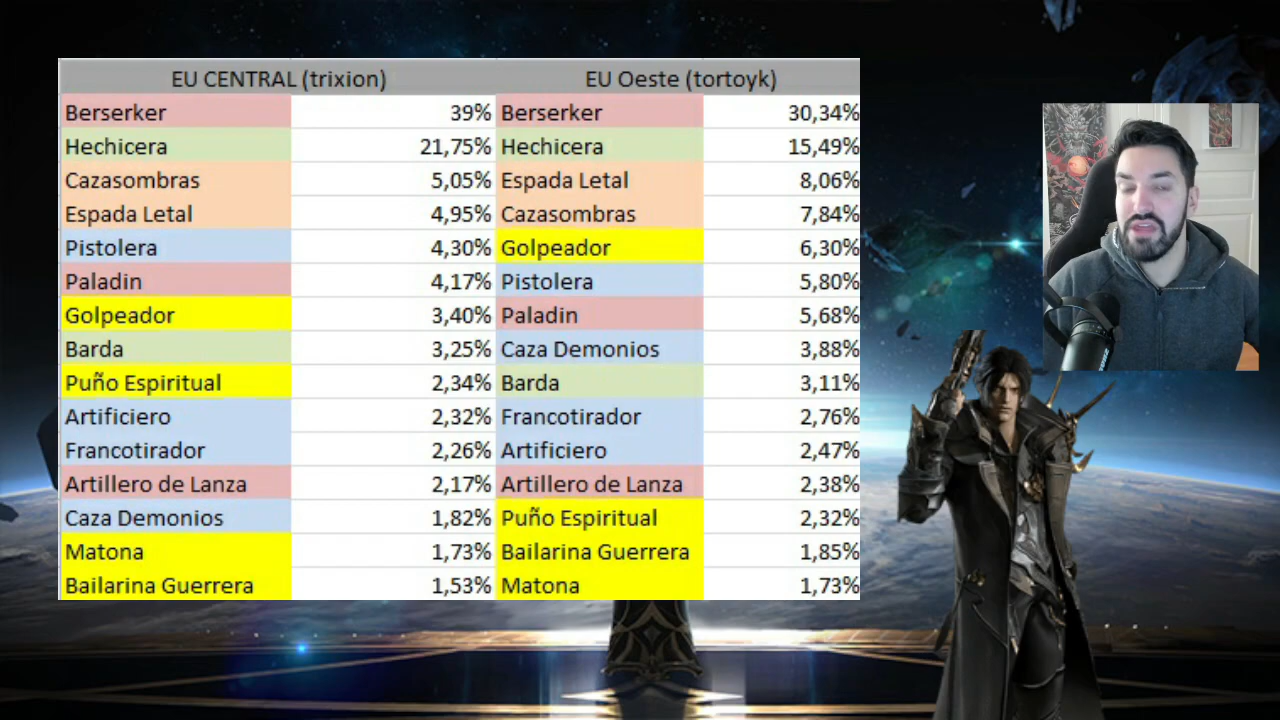 EU CENTRAL (trixion) EU Oeste (tortoyk)
Berserker 39% Berserker 30,34%
Hechicera 21,75% Hechicera 15,49%
Cazasombras 5,05% Espada Letal 8,06%
Espada Letal 4,95% Cazasombras 7,84%
Pistolera 4,30% Golpeador 6,30%
Paladin 4,17% Pistolera 5,80%
Golpeador 3,40% Paladin 5,68%
Barda 3,25% Caza Demonios 3,88%
Puño Espiritual 2,34% Barda 3,11%
Artificiero 2,32% Francotirador 2,76%
Francotirador 2,26% Artificiero 2,47%
Artillero de Lanza 2,17% Artillero de Lanza 2,38%
Caza Demonios 1,82% Puño Espiritual 2,32%
Matona 1,73% Bailarina Guerrera 1,85%
Bailarina Guerrera 1,53% Matona 1,73%